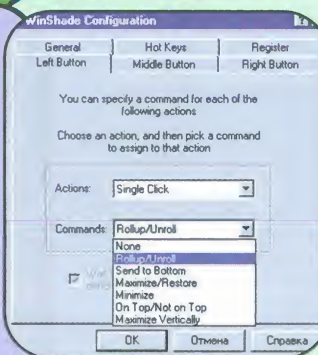 WinShade Configuration
General Hot Keys Register
Left Button Middle Button Right Button
You can specify a command for each of the
following actions
Choose an action, and then pick a command
to assign to that action
Actions: Single Click
Commands: Rollup/Unroll
None
Rollup/Unroll
Send to Bottom
Maximize/Restore
Minimize
On Top/Not on Top
Maximize Vertically
OK Отмена Справка